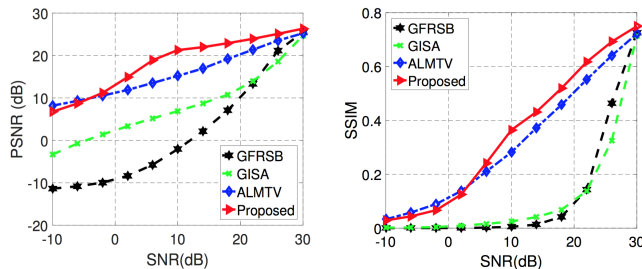 30
20
10
0
-10
-20
PSNR (dB)
GFRSB
GISA
ALMTV
Proposed
-10
0
10
20
30
SNR(dB)
0.8
0.6
0.4
0.2
0
SSIM
GFRSB
GISA
ALMTV
Proposed
-10
0
10
20
30
SNR(dB)